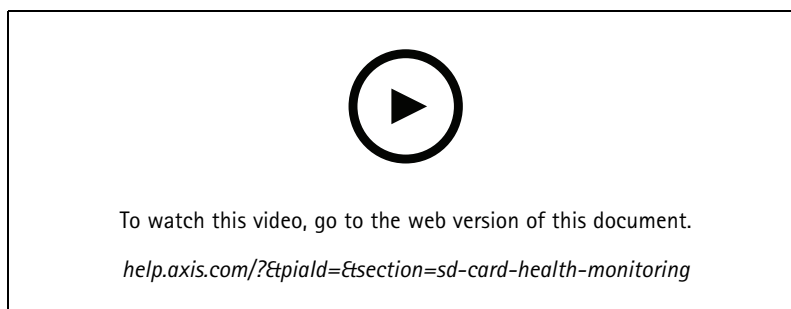 To watch this video, go to the web version of this document.
help.axis.com/?&piaId=&section=sd-card-health-monitoring